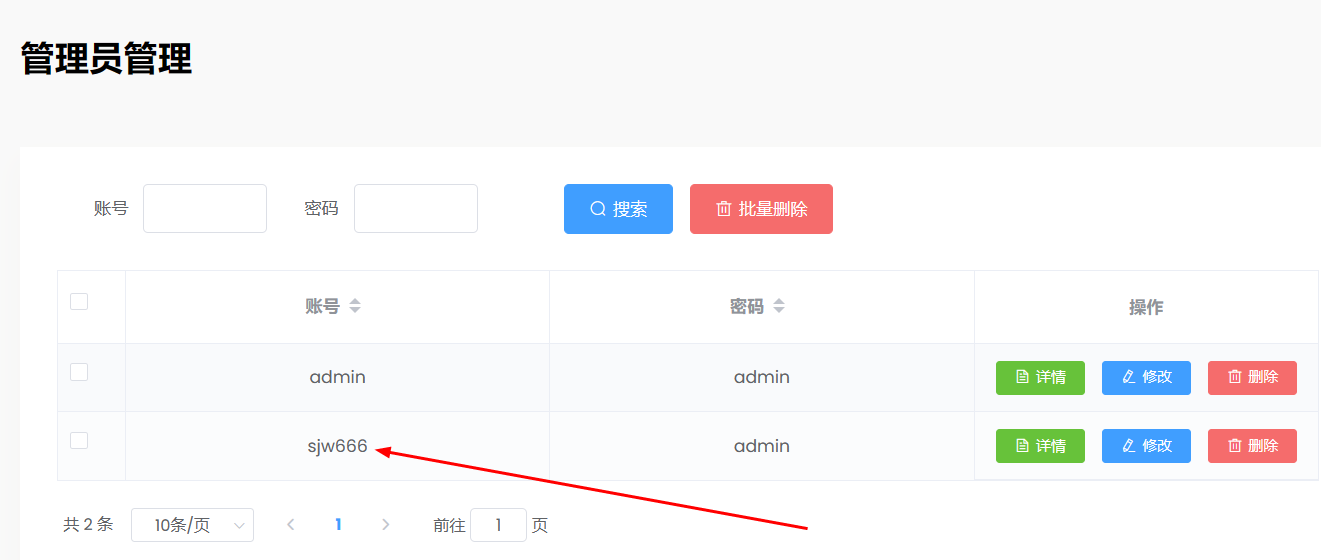 管理员管理
账号 密码 搜索 批量删除
账号 密码 操作
admin admin 详情 修改 删除
sjw666 admin 详情 修改 删除
共 2 条 10条/页 1 前往 1 页